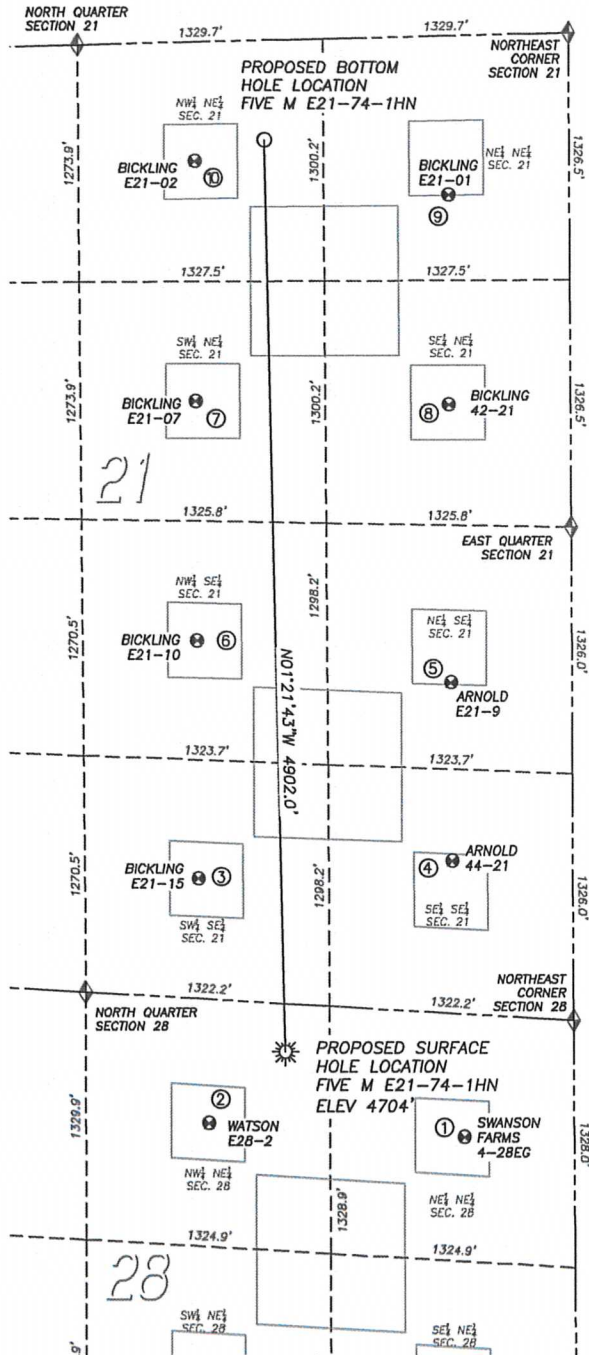 NORTH QUARTER
SECTION 21
1329.7'
1329.7'
NORTHEAST
CORNER
SECTION 21
PROPOSED BOTTOM
HOLE LOCATION
FIVE M E21-74-1HN
NW¼ NE¼
SEC. 21
BICKLING
E21-02
⑩
1273.9'
1300.2'
BICKLING
E21-01
NE¼ NE¼
SEC. 21
⑨
1326.5'
1327.5'
1327.5'
SW¼ NE¼
SEC. 21
SE¼ NE¼
SEC. 21
BICKLING
E21-07
⑦
1273.9'
1300.2'
⑧
BICKLING
42-21
1326.5'
21
1325.8'
1325.8'
EAST QUARTER
SECTION 21
NW¼ SE¼
SEC. 21
NE¼ SE¼
SEC. 21
BICKLING
E21-10
⑥
1270.5'
1298.2'
⑤
ARNOLD
E21-9
1326.0'
N01°21'43"W 4902.0'
1323.7'
1323.7'
BICKLING
E21-15
③
1270.5'
SW¼ SE¼
SEC. 21
1298.2'
④
ARNOLD
44-21
SE¼ SE¼
SEC. 21
1326.0'
1322.2'
1322.2'
NORTH QUARTER
SECTION 28
NORTHEAST
CORNER
SECTION 28
PROPOSED SURFACE
HOLE LOCATION
FIVE M E21-74-1HN
ELEV 4704'
②
WATSON
E28-2
1329.9'
NW¼ NE¼
SEC. 28
①
SWANSON
FARMS
4-28EG
1328.0'
NE¼ NE¼
SEC. 28
1328.9'
1324.9'
1324.9'
28
SW¼ NE¼
SEC. 28
SE¼ NE¼
SEC. 28